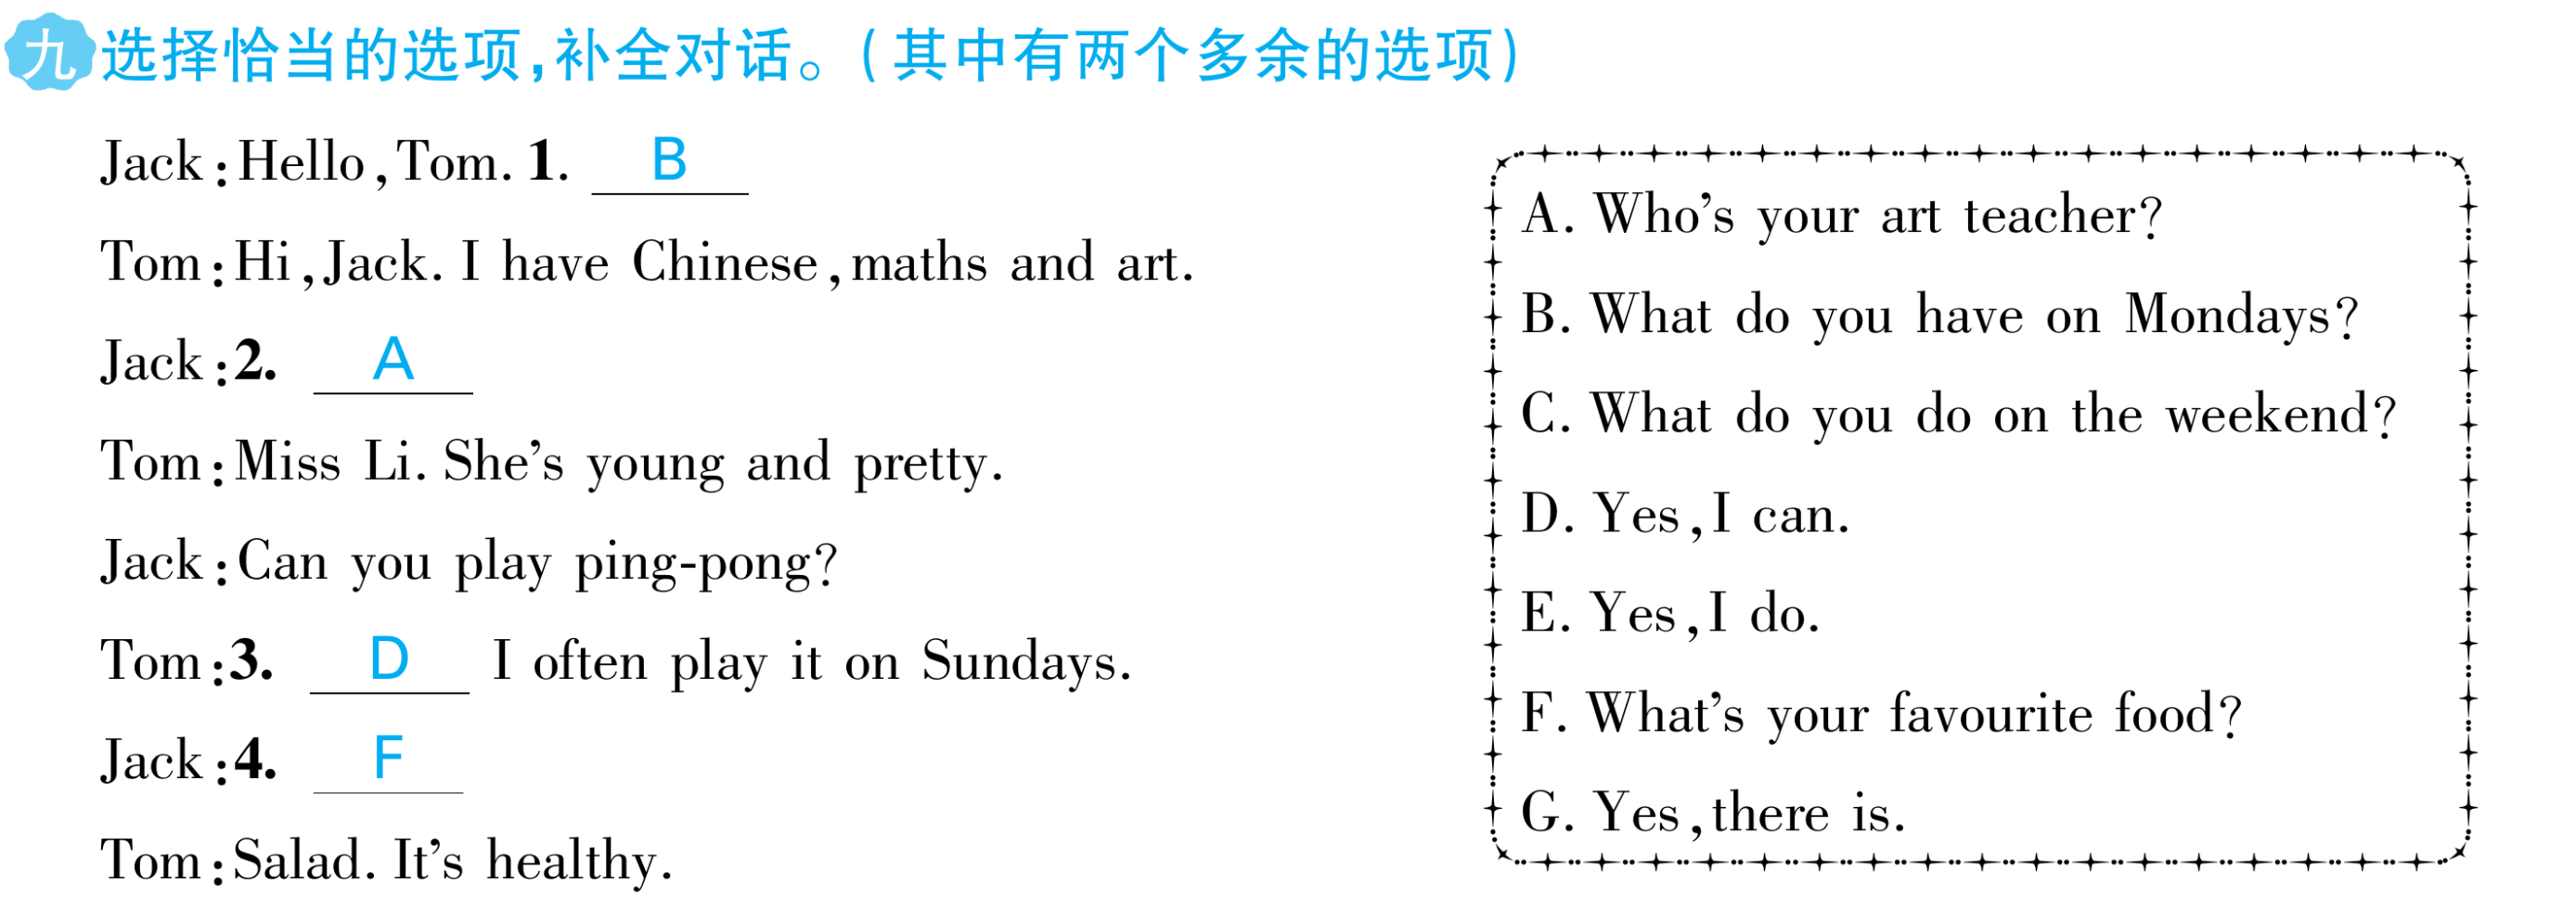 九 选择恰当的选项,补全对话。(其中有两个多余的选项)
Jack:Hello,Tom. 1. B
Tom:Hi,Jack. I have Chinese,maths and art.
Jack:2. A
Tom:Miss Li. She's young and pretty.
Jack:Can you play ping-pong?
Tom:3. D I often play it on Sundays.
Jack:4. F
Tom:Salad. It's healthy.
A. Who's your art teacher?
B. What do you have on Mondays?
C. What do you do on the weekend?
D. Yes,I can.
E. Yes,I do.
F. What's your favourite food?
G. Yes,there is.